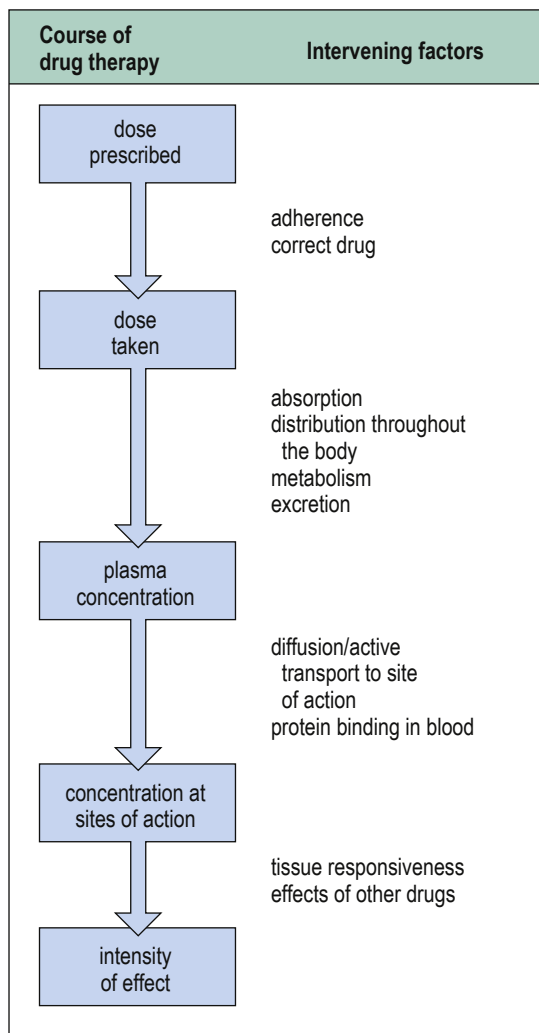 Course of
drug therapy
Intervening factors
dose
prescribed
adherence
correct drug
dose
taken
absorption
distribution throughout
the body
metabolism
excretion
plasma
concentration
diffusion/active
transport to site
of action
protein binding in blood
concentration at
sites of action
tissue responsiveness
effects of other drugs
intensity
of effect